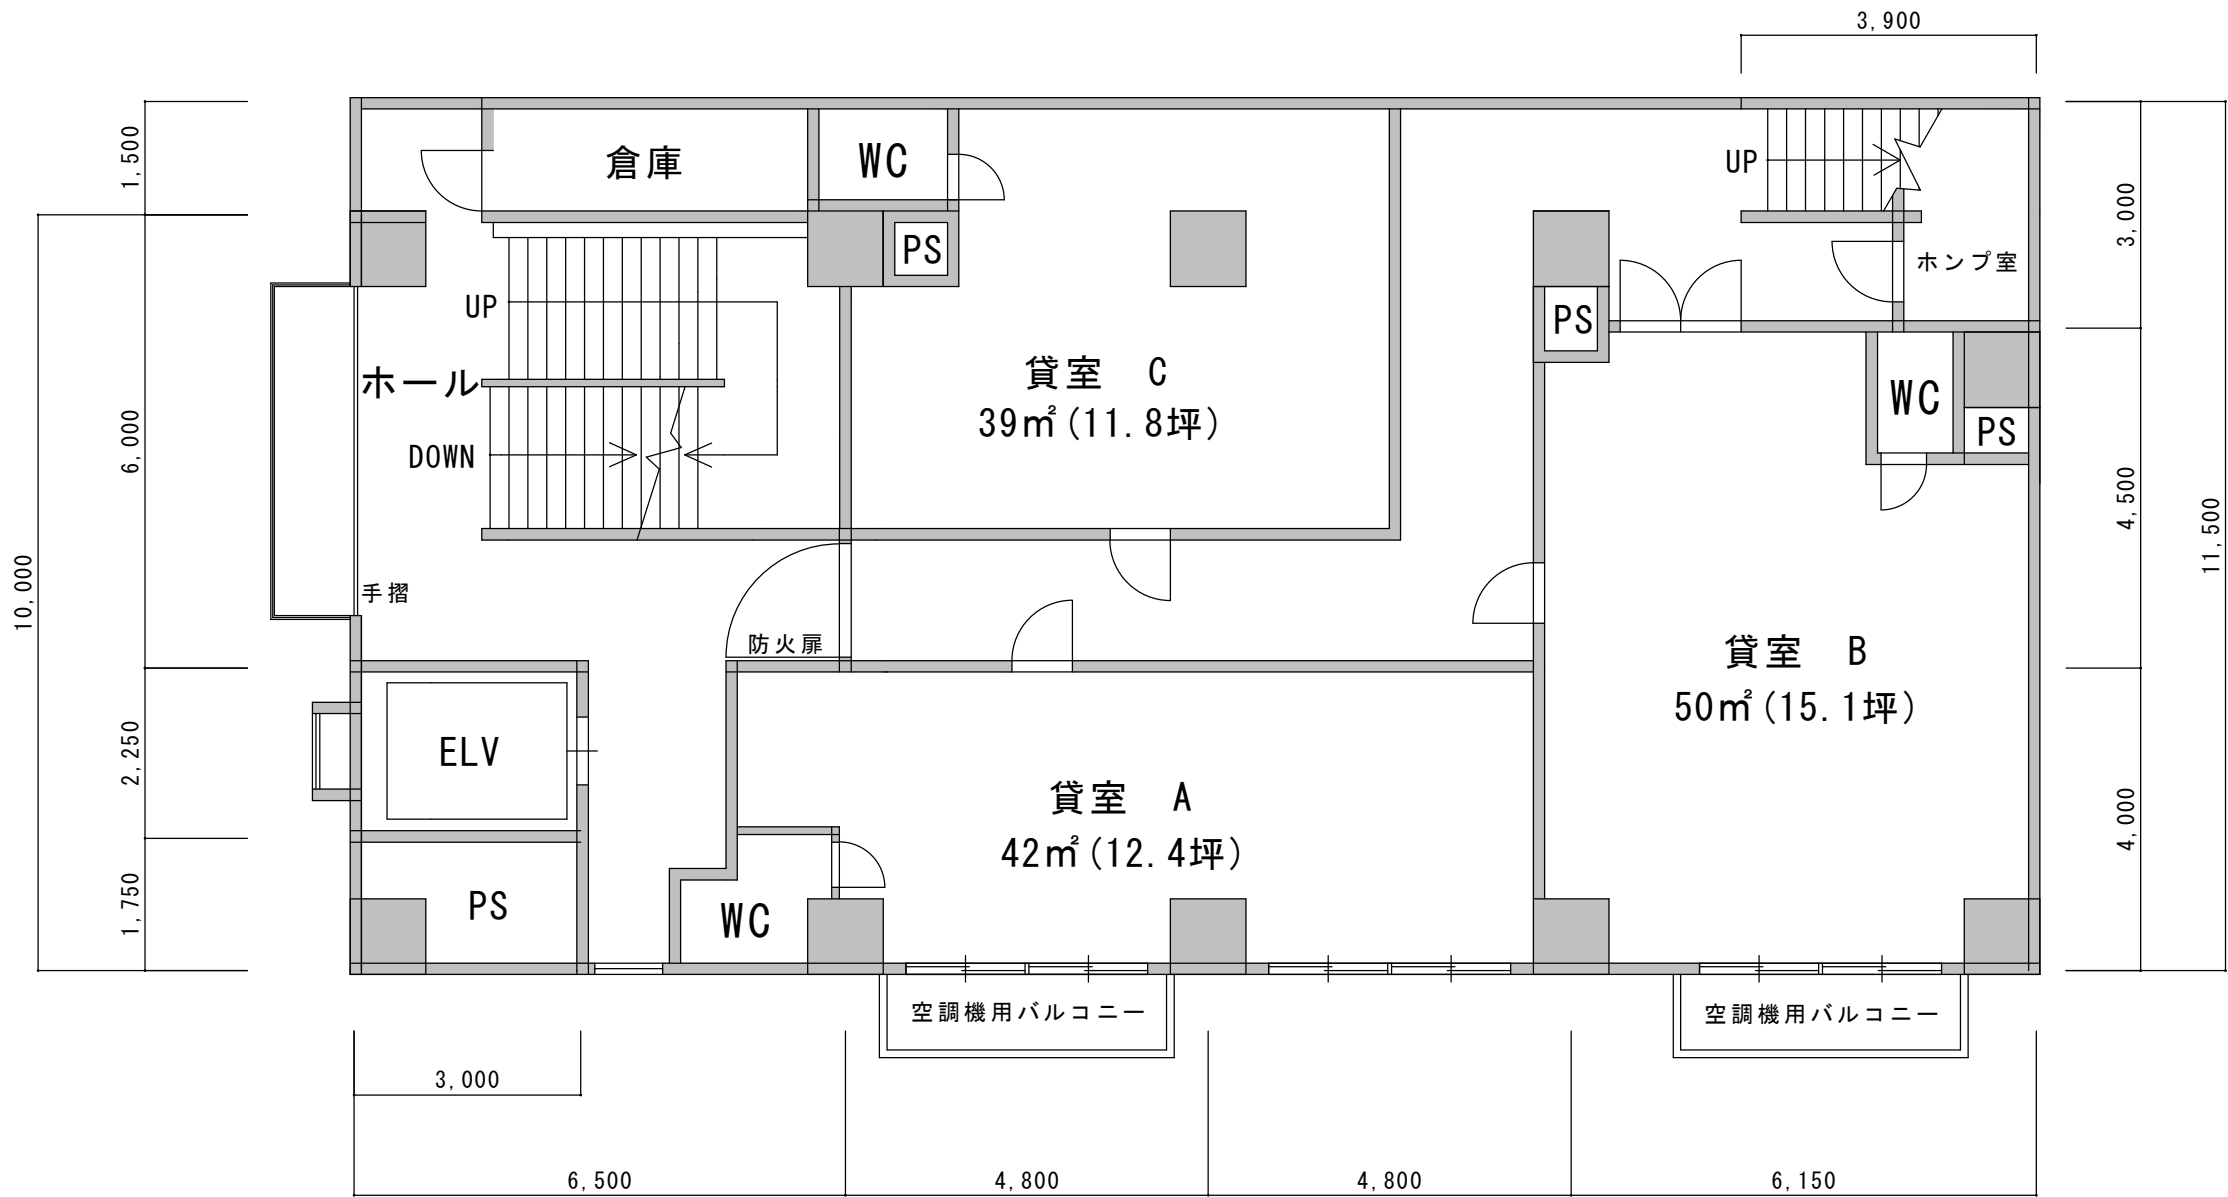 3,900
1,500
倉庫
WC
UP
3,000
PS
ホンプ室
UP
PS
ホール
貸室 C
39㎡(11.8坪)
WC
PS
6,000
DOWN
4,500
11,500
10,000
手摺
防火扉
貸室 B
50㎡(15.1坪)
2,250
ELV
貸室 A
42㎡(12.4坪)
4,000
1,750
PS
WC
空調機用バルコニー
空調機用バルコニー
3,000
6,500
4,800
4,800
6,150